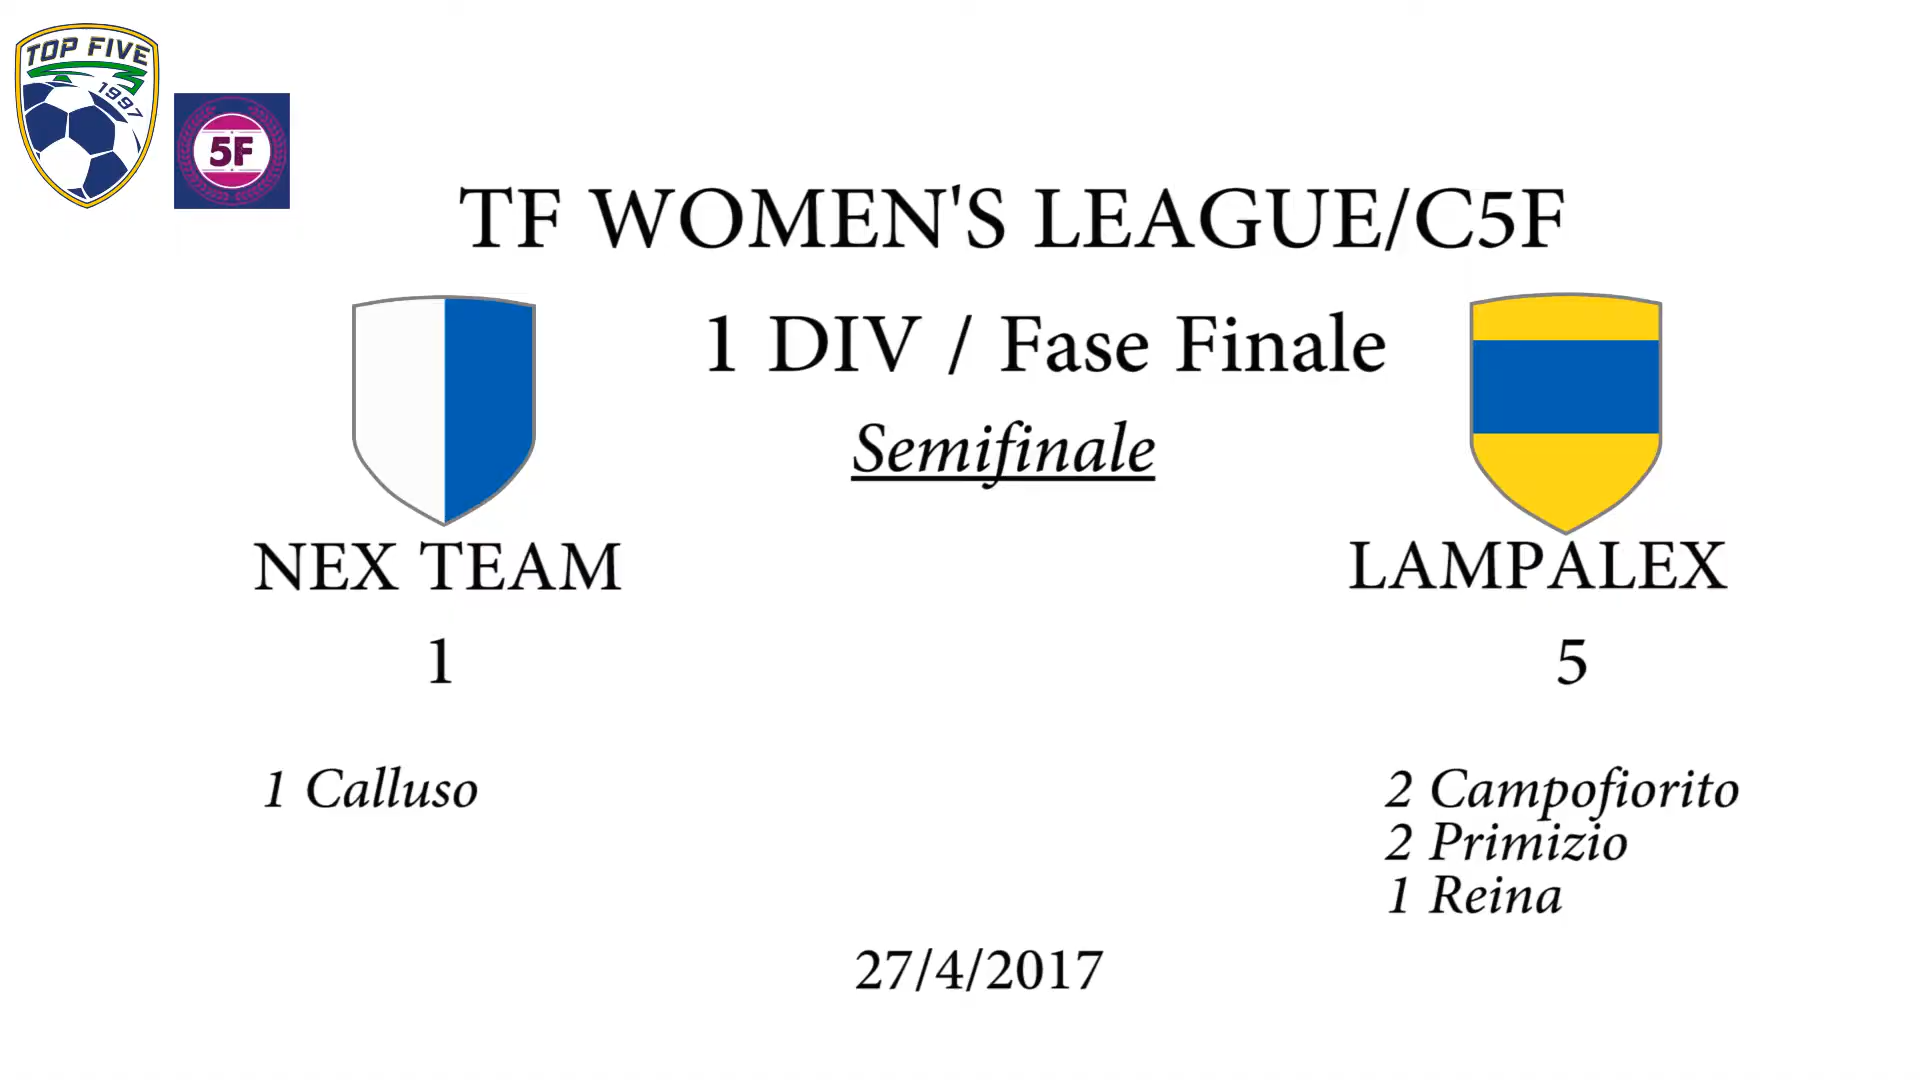 TOP FIVE
1997
5F
TF WOMEN'S LEAGUE/C5F
1 DIV / Fase Finale
Semifinale
NEX TEAM
LAMPALEX
1
5
1 Calluso
2 Campofiorito
2 Primizio
1 Reina
27/4/2017